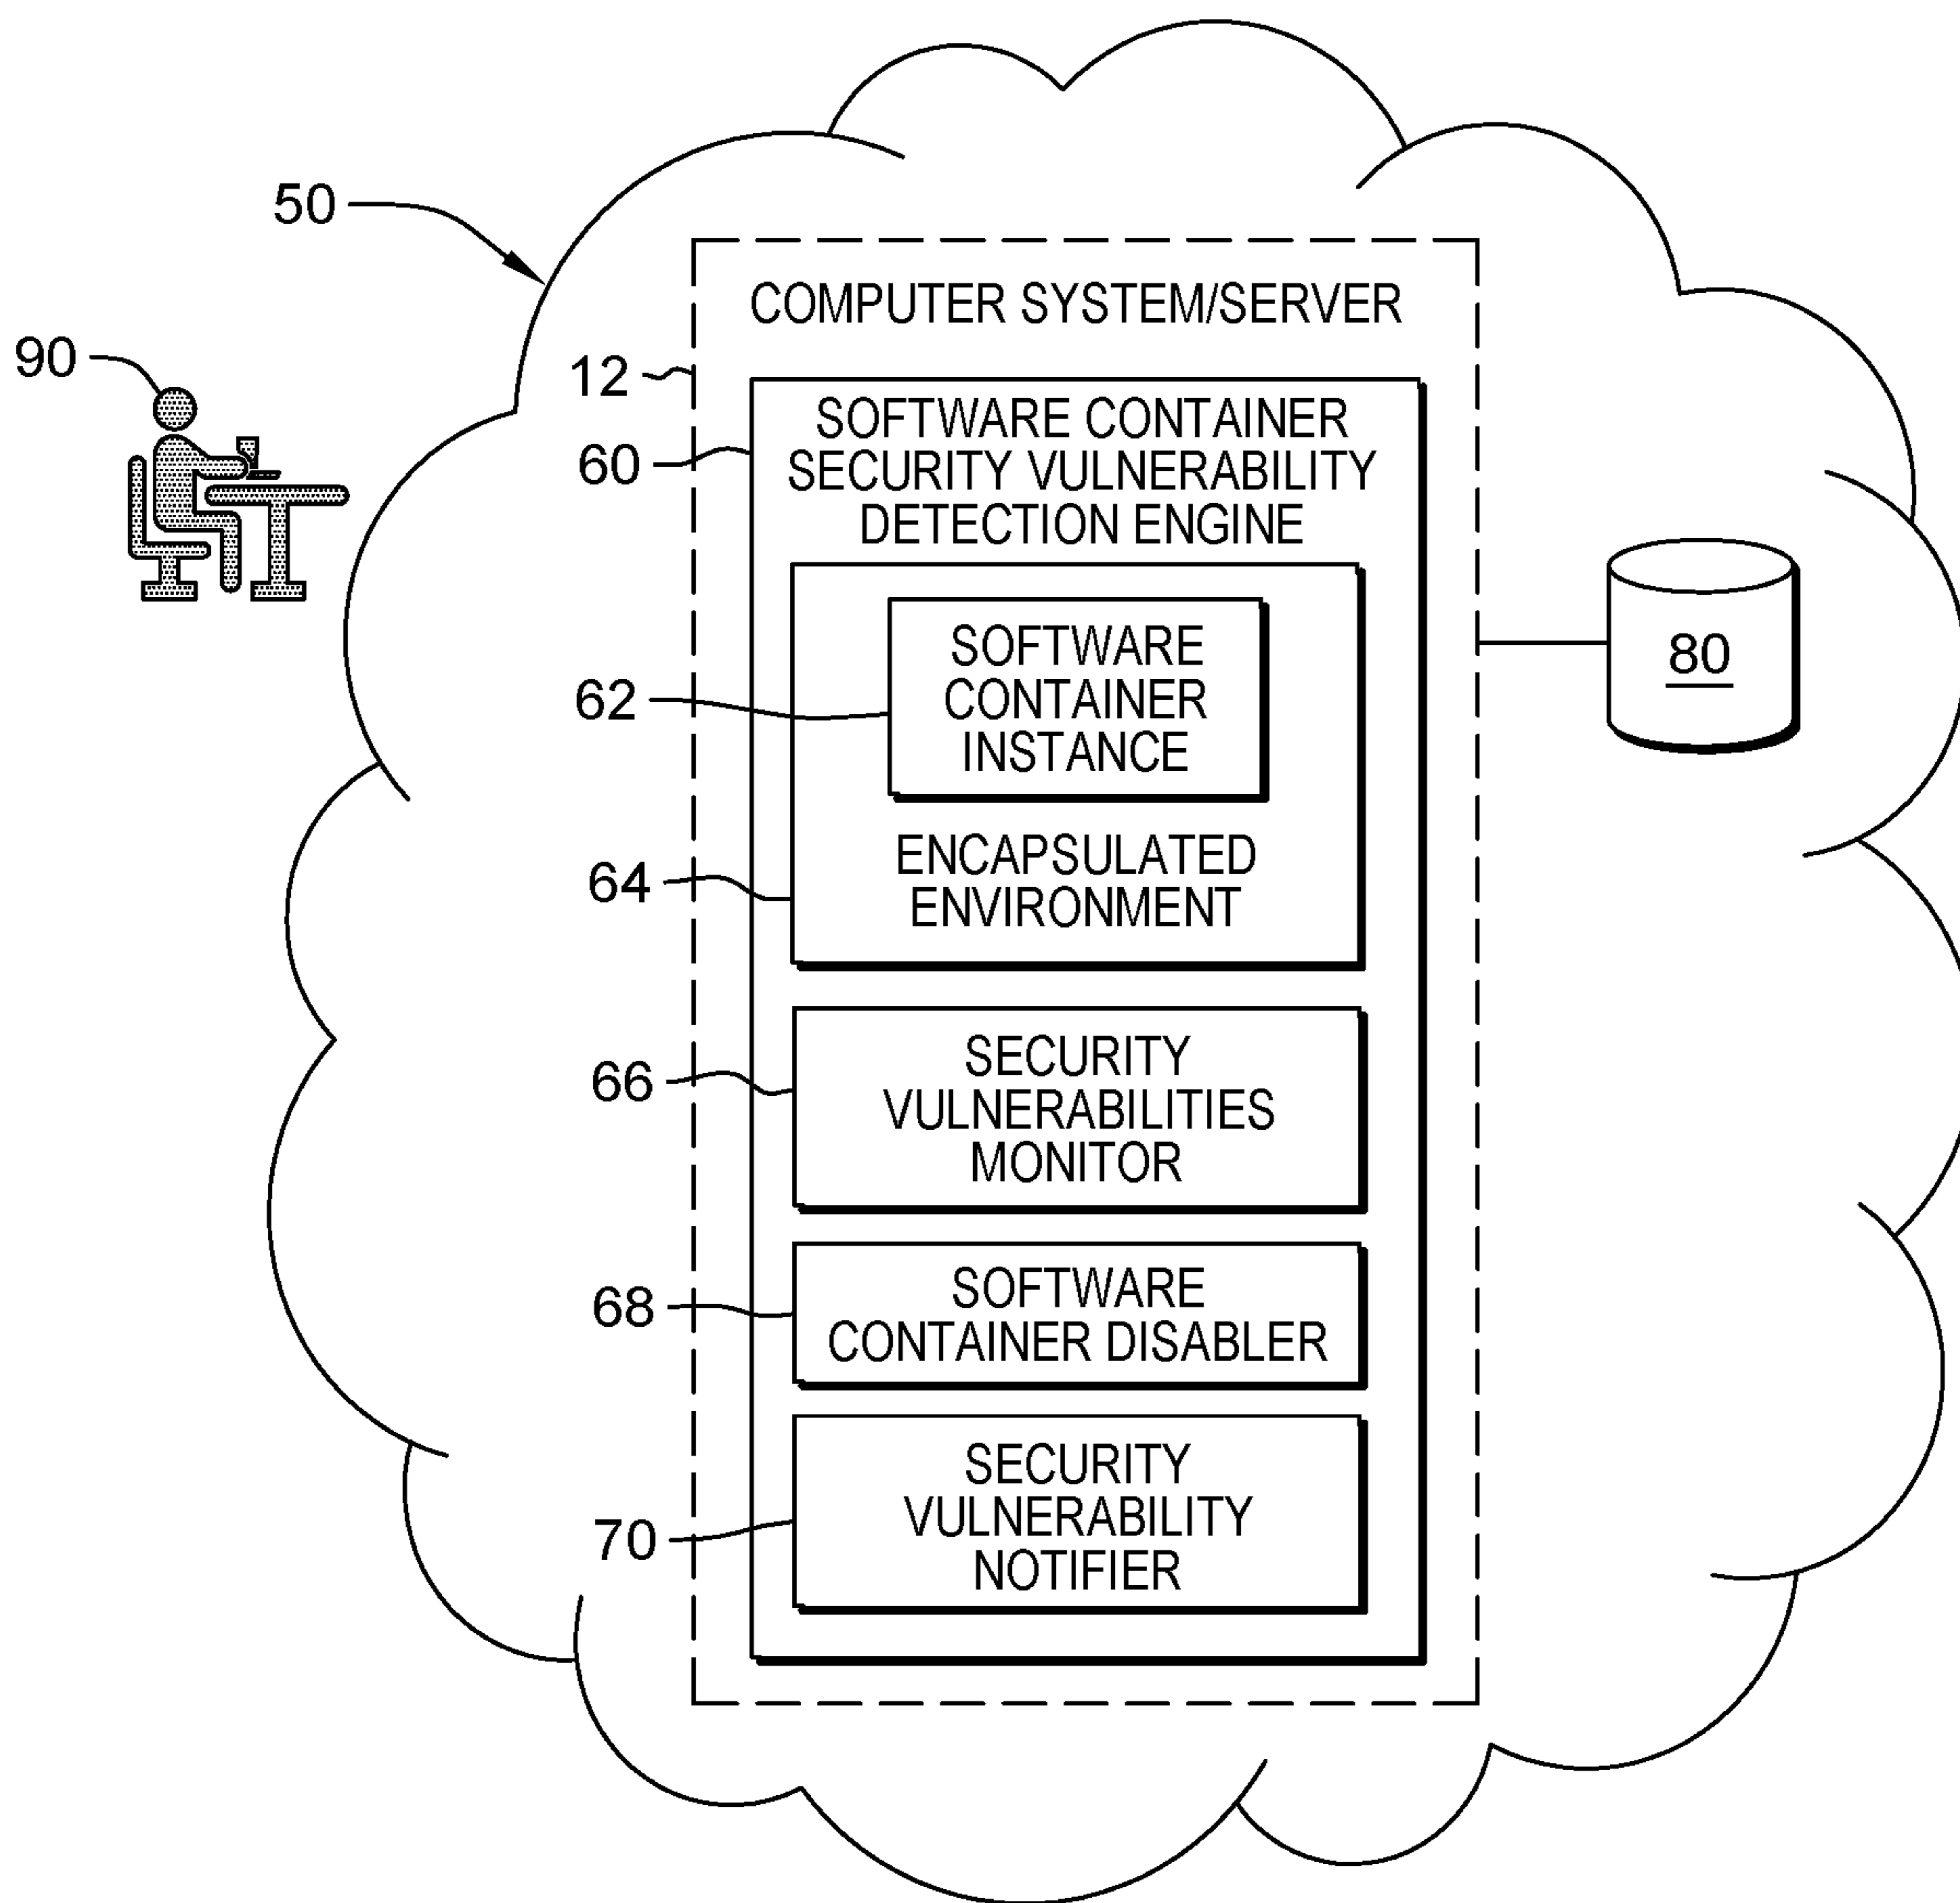 50
COMPUTER SYSTEM/SERVER
90
12
SOFTWARE CONTAINER
SECURITY VULNERABILITY
DETECTION ENGINE
60
SOFTWARE
CONTAINER
INSTANCE
62
80
ENCAPSULATED
ENVIRONMENT
64
SECURITY
VULNERABILITIES
MONITOR
66
SOFTWARE
CONTAINER DISABLER
68
SECURITY
VULNERABILITY
NOTIFIER
70